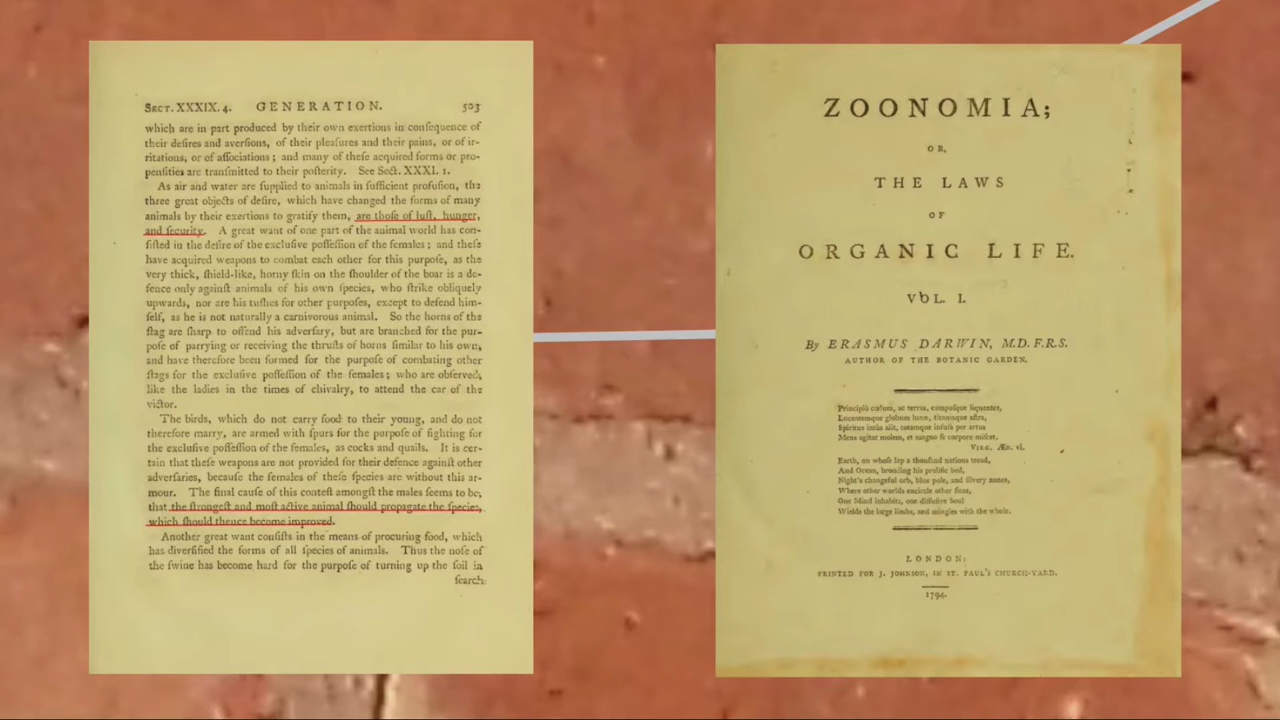 SECT. XXXIX. 4. GENERATION. 503
which are in part produced by their own exertions in conſequence of
their deſires and averſions, of their pleaſures and their pains, or of ir-
ritations, or of aſſociations; and many of theſe acquired forms or pro-
penſities are tranſmitted to their poſterity. See Sect. XXXI. 1.
As air and water are ſupplied to animals in ſufficient profuſion, the
three great objects of deſire, which have changed the forms of many
animals by their exertions to gratify them, are thoſe of luſt, hunger,
and ſecurity. A great want of one part of the animal world has con-
ſiſted in the deſire of the excluſive poſſeſſion of the females; and theſe
have acquired weapons to combat each other for this purpoſe, as the
very thick, ſhield-like, horny ſkin on the ſhoulder of the boar is a de-
fence only againſt animals of his own ſpecies, who ſtrike obliquely
upwards, nor are his tuſhes for other purpoſes, except to defend him-
ſelf, as he is not naturally a carnivorous animal. So the horns of the
ſtag are ſharp to offend his adverſary, but are branched for the pur-
poſe of parrying or receiving the thruſts of horns ſimilar to his own,
and have therefore been formed for the purpoſe of combating other
ſtags for the excluſive poſſeſſion of the females; who are obſerved,
like the ladies in the times of chivalry, to attend the car of the
victor.
The birds, which do not carry food to their young, and do not
therefore marry, are armed with ſpurs for the purpoſe of fighting for
the excluſive poſſeſſion of the females, as cocks and quails. It is cer-
tain that theſe weapons are not provided for their defence againſt other
adverſaries, becauſe the females of theſe ſpecies are without this ar-
mour. The final cauſe of this conteſt amongſt the males ſeems to be,
that the ſtrongeſt and moſt active animal ſhould propagate the ſpecies,
which ſhould thence become improved.
Another great want conſiſts in the means of procuring food, which
has diverſified the forms of all ſpecies of animals. Thus the noſe of
the ſwine has become hard for the purpoſe of turning up the ſoil in
ſearch
ZOONOMIA;
OR,
THE LAWS
OF
ORGANIC LIFE.
VOL. I.
By ERASMUS DARWIN, M.D. F.R.S.
AUTHOR OF THE BOTANIC GARDEN.
Principiò cœlum, ac terras, campoſque liquentes,
Lucentemque globum lunæ, titaniaque aſtra,
Spiritus intùs alit, totamque infuſa per artus
Mens agitat molem, et magno ſe corpore miſcet.
VIRG. Æn. vi.
Earth, on whoſe lap a thouſand nations tread,
And Ocean, brooding his prolific bed,
Night's changeful orb, blue pole, and ſilvery zones,
Where other worlds encircle other ſuns,
One Mind inhabits, one diffuſive Soul
Wields the large limbs, and mingles with the whole.
LONDON:
PRINTED FOR J. JOHNSON, IN ST. PAUL'S CHURCH-YARD.
1794.